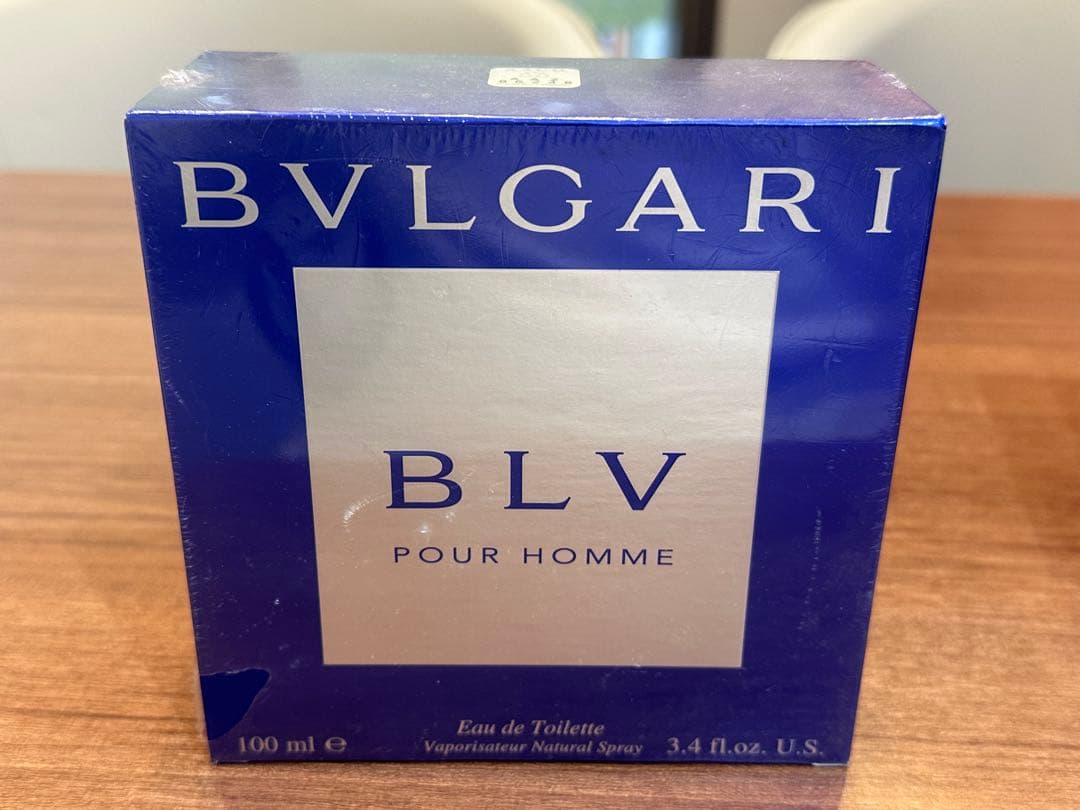 BVLGARI
BLV
POUR HOMME
Eau de Toilette
100 ml ℮ Vaporisateur Natural Spray 3.4 fl.oz. U.S.